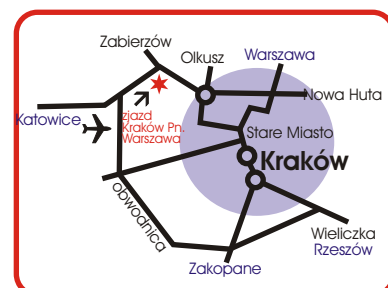 Zabierzów
Olkusz
Warszawa
Nowa Huta
Katowice
zjazd
Kraków Pn.
Warszawa
Stare Miasto
Kraków
obwodnica
Wieliczka
Rzeszów
Zakopane